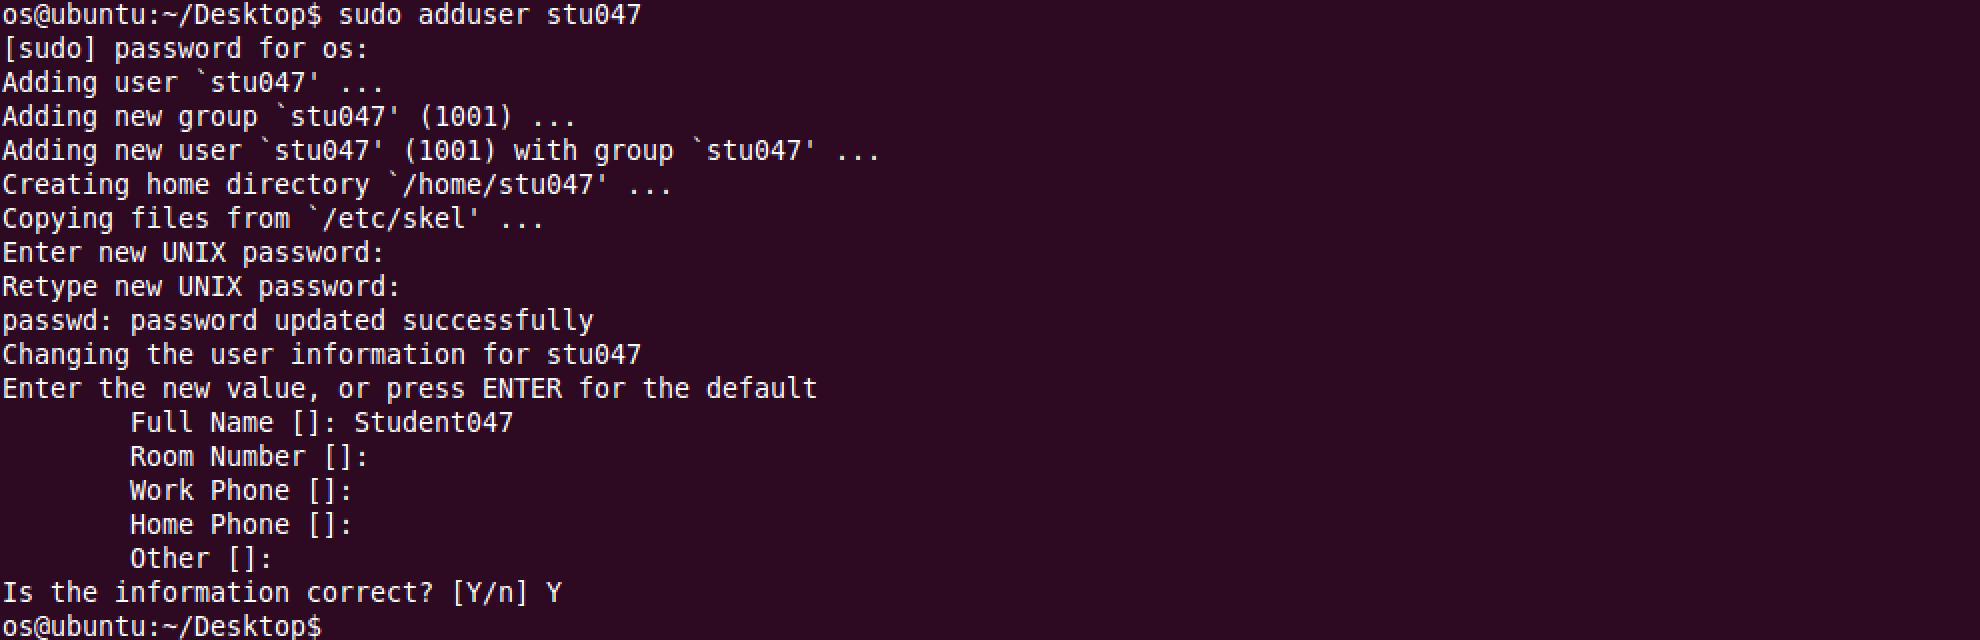 os@ubuntu:~/Desktop$ sudo adduser stu047
[sudo] password for os:
Adding user `stu047' ...
Adding new group `stu047' (1001) ...
Adding new user `stu047' (1001) with group `stu047' ...
Creating home directory `/home/stu047' ...
Copying files from `/etc/skel' ...
Enter new UNIX password:
Retype new UNIX password:
passwd: password updated successfully
Changing the user information for stu047
Enter the new value, or press ENTER for the default
        Full Name []: Student047
        Room Number []:
        Work Phone []:
        Home Phone []:
        Other []:
Is the information correct? [Y/n] Y
os@ubuntu:~/Desktop$